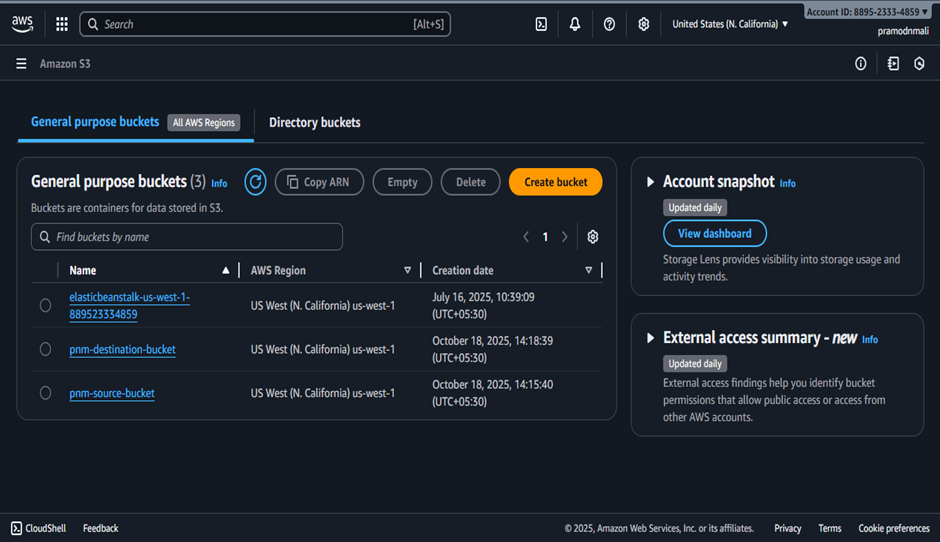 aws
Search
[Alt+S]
United States (N. California)
Account ID: 8895-2333-4859
pramodnmali
Amazon S3
General purpose buckets
All AWS Regions
Directory buckets
General purpose buckets (3) Info
Copy ARN
Empty
Delete
Create bucket
Buckets are containers for data stored in S3.
Find buckets by name
1
Name
AWS Region
Creation date
elasticbeanstalk-us-west-1-
889523334859
US West (N. California) us-west-1
July 16, 2025, 10:39:09
(UTC+05:30)
pnm-destination-bucket
US West (N. California) us-west-1
October 18, 2025, 14:18:39
(UTC+05:30)
pnm-source-bucket
US West (N. California) us-west-1
October 18, 2025, 14:15:40
(UTC+05:30)
Account snapshot Info
Updated daily
View dashboard
Storage Lens provides visibility into storage usage and
activity trends.
External access summary - new Info
Updated daily
External access findings help you identify bucket
permissions that allow public access or access from
other AWS accounts.
CloudShell
Feedback
© 2025, Amazon Web Services, Inc. or its affiliates.
Privacy
Terms
Cookie preferences